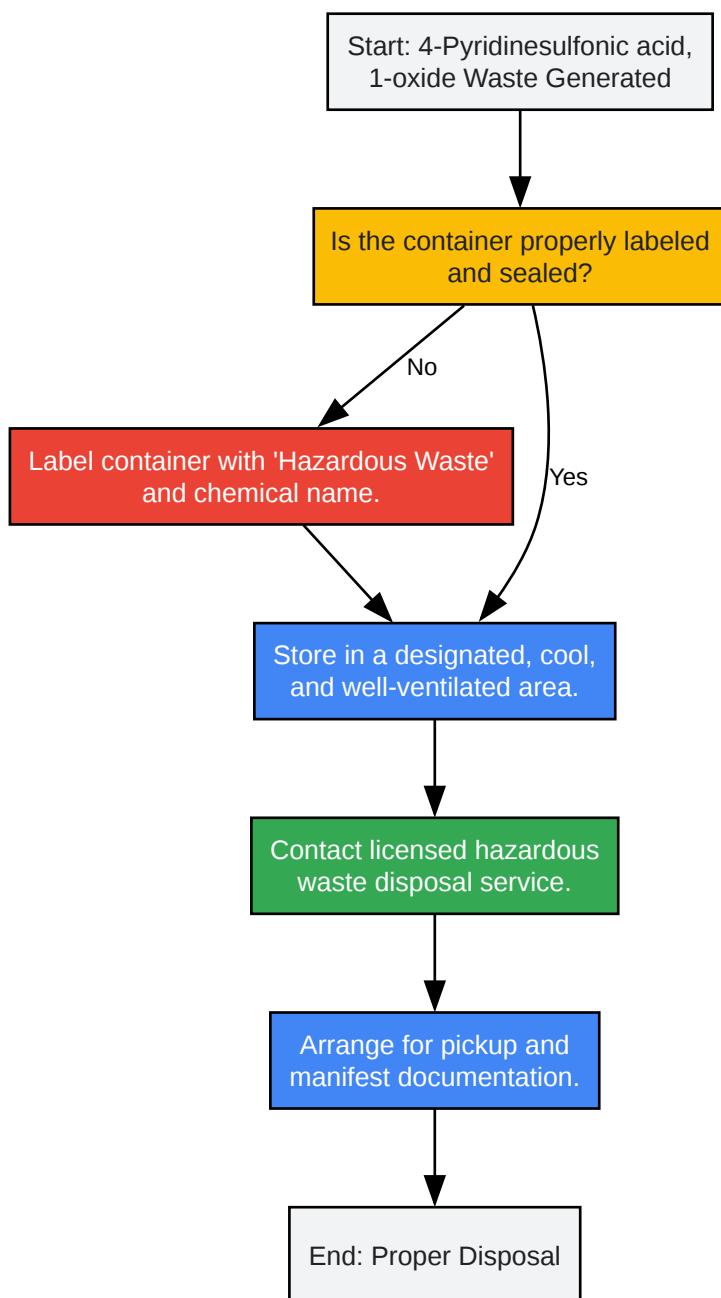 Start: 4-Pyridinesulfonic acid,
1-oxide Waste Generated
Is the container properly labeled
and sealed?
No
Label container with 'Hazardous Waste'
and chemical name.
Yes
Store in a designated, cool,
and well-ventilated area.
Contact licensed hazardous
waste disposal service.
Arrange for pickup and
manifest documentation.
End: Proper Disposal